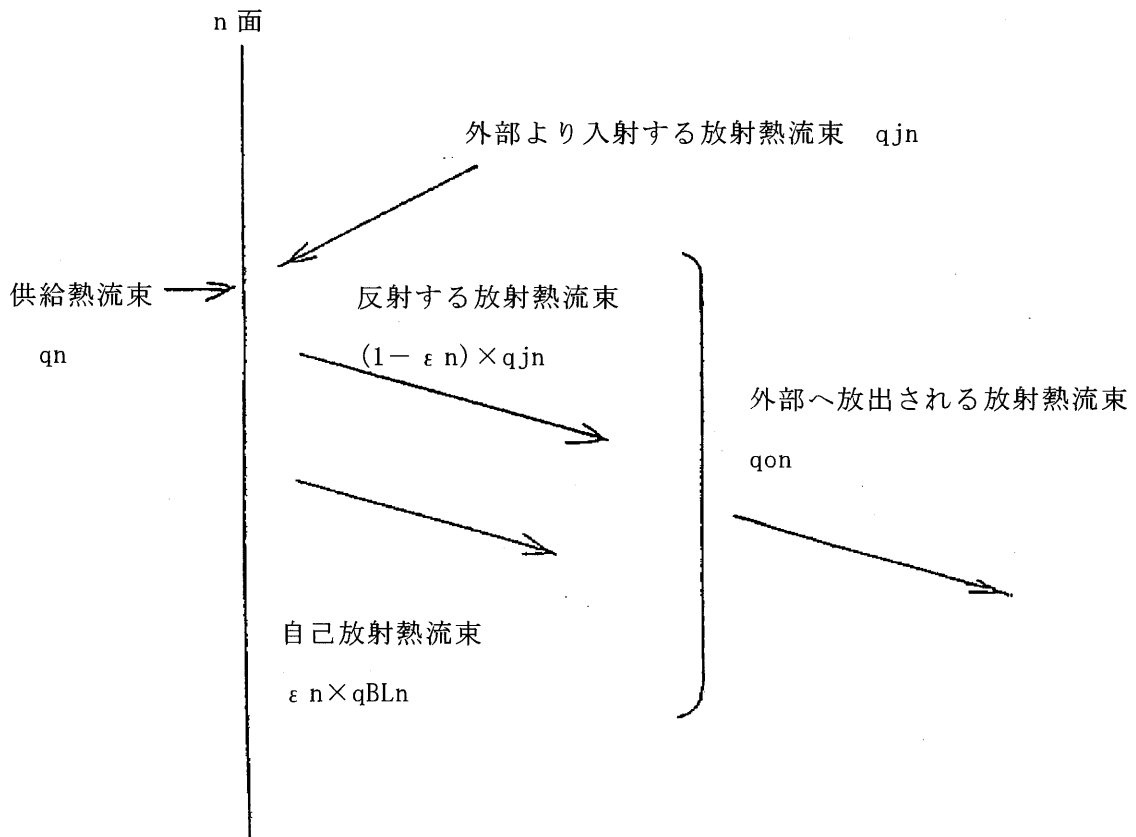 n面
外部より入射する放射熱流束 qjn
供給熱流束
qn
反射する放射熱流束
(1－εn)×qjn
外部へ放出される放射熱流束
qon
自己放射熱流束
εn×qBLn